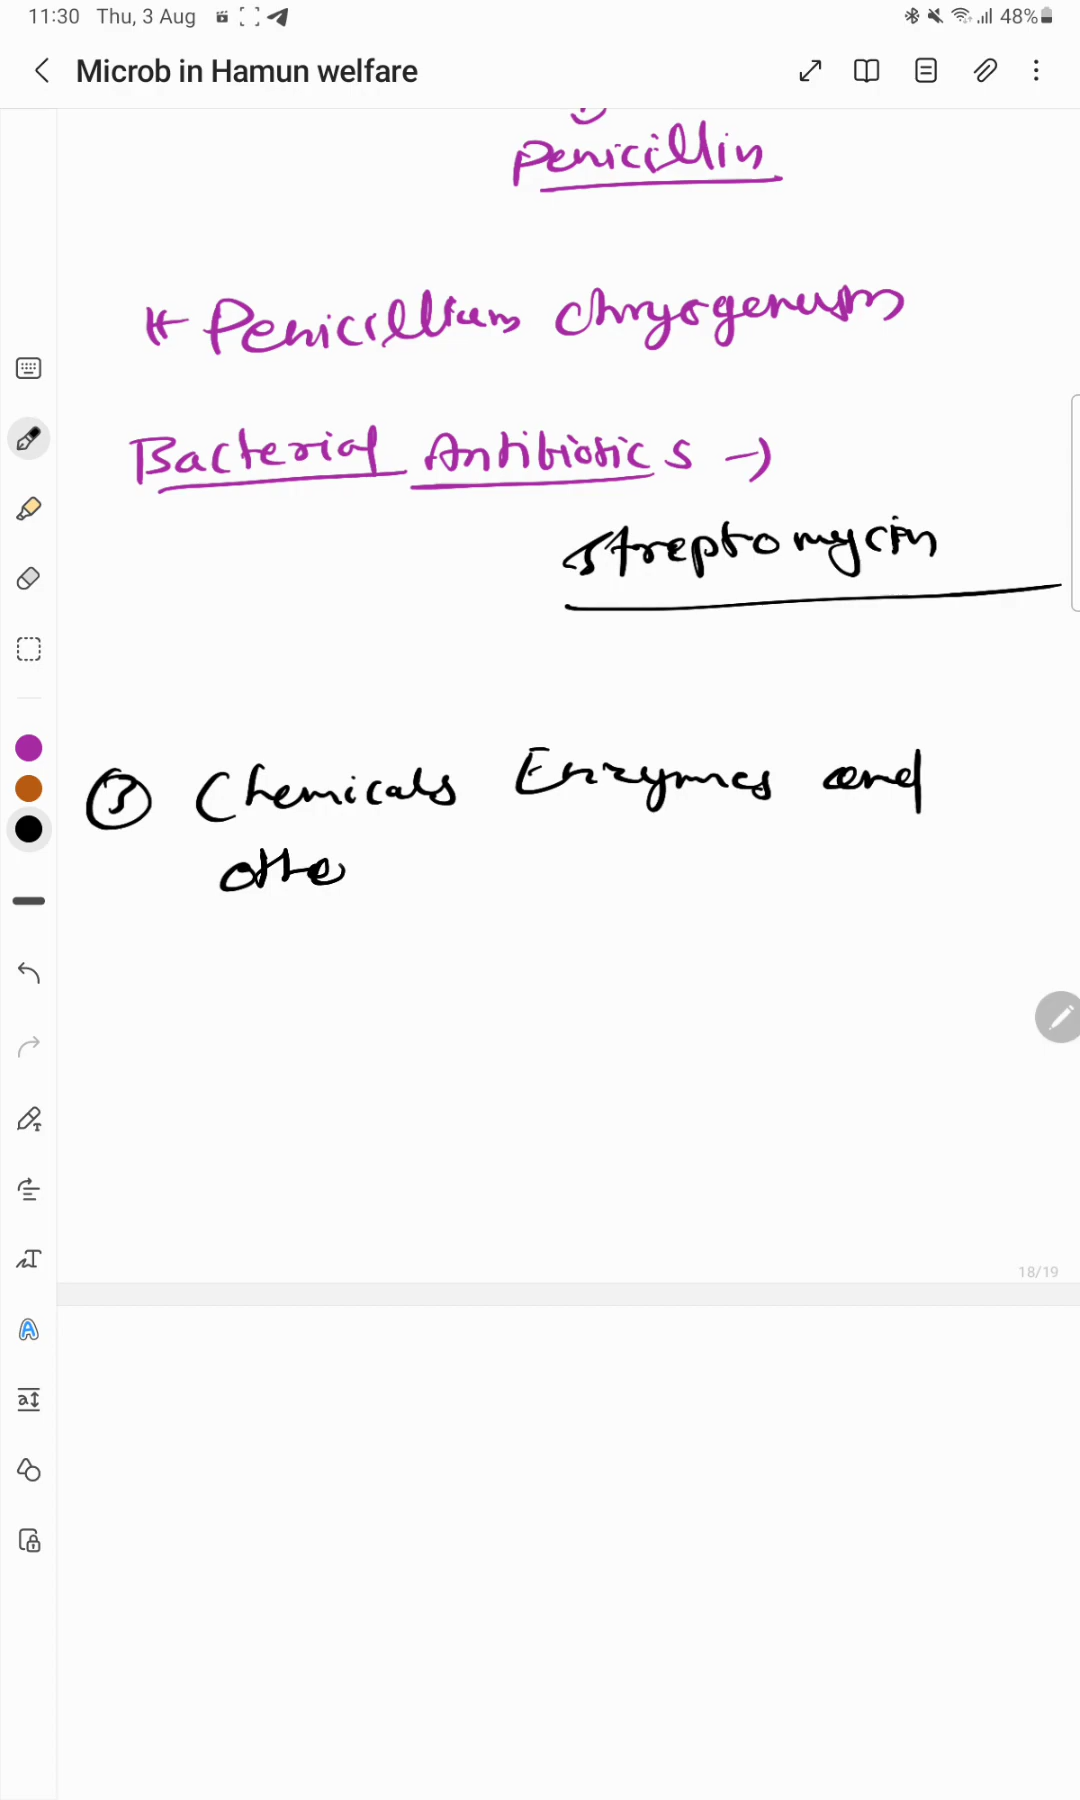 11:30 Thu, 3 Aug 48%
Microb in Hamun welfare
Penicillin
* Penicillium chrysogenum
Bacterial Antibiotics →
streptomycin
③ Chemicals Enzymes and
othe
18/19